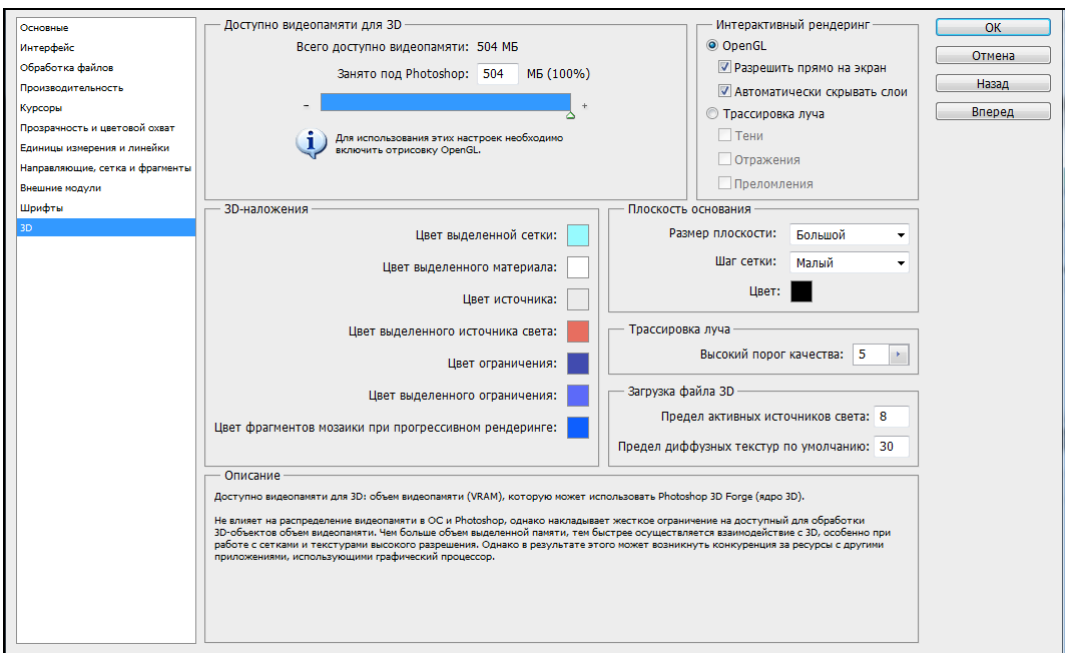 Основные
Интерфейс
Обработка файлов
Производительность
Курсоры
Прозрачность и цветовой охват
Единицы измерения и линейки
Направляющие, сетка и фрагменты
Внешние модули
Шрифты
3D
Доступно видеопамяти для 3D
Всего доступно видеопамяти: 504 МБ
Занято под Photoshop: 504 МБ (100%)
- +
Для использования этих настроек необходимо
включить отрисовку OpenGL.
Интерактивный рендеринг
OpenGL
Разрешить прямо на экран
Автоматически скрывать слои
Трассировка луча
Тени
Отражения
Преломления
OK
Отмена
Назад
Вперед
3D-наложения
Цвет выделенной сетки:
Цвет выделенного материала:
Цвет источника:
Цвет выделенного источника света:
Цвет ограничения:
Цвет выделенного ограничения:
Цвет фрагментов мозаики при прогрессивном рендеринге:
Плоскость основания
Размер плоскости: Большой
Шаг сетки: Малый
Цвет:
Трассировка луча
Высокий порог качества: 5
Загрузка файла 3D
Предел активных источников света: 8
Предел диффузных текстур по умолчанию: 30
Описание
Доступно видеопамяти для 3D: объем видеопамяти (VRAM), которую может использовать Photoshop 3D Forge (ядро 3D).
Не влияет на распределение видеопамяти в ОС и Photoshop, однако накладывает жесткое ограничение на доступный для обработки
3D-объектов объем видеопамяти. Чем больше объем выделенной памяти, тем быстрее осуществляется взаимодействие с 3D, особенно при
работе с сетками и текстурами высокого разрешения. Однако в результате этого может возникнуть конкуренция за ресурсы с другими
приложениями, использующими графический процессор.